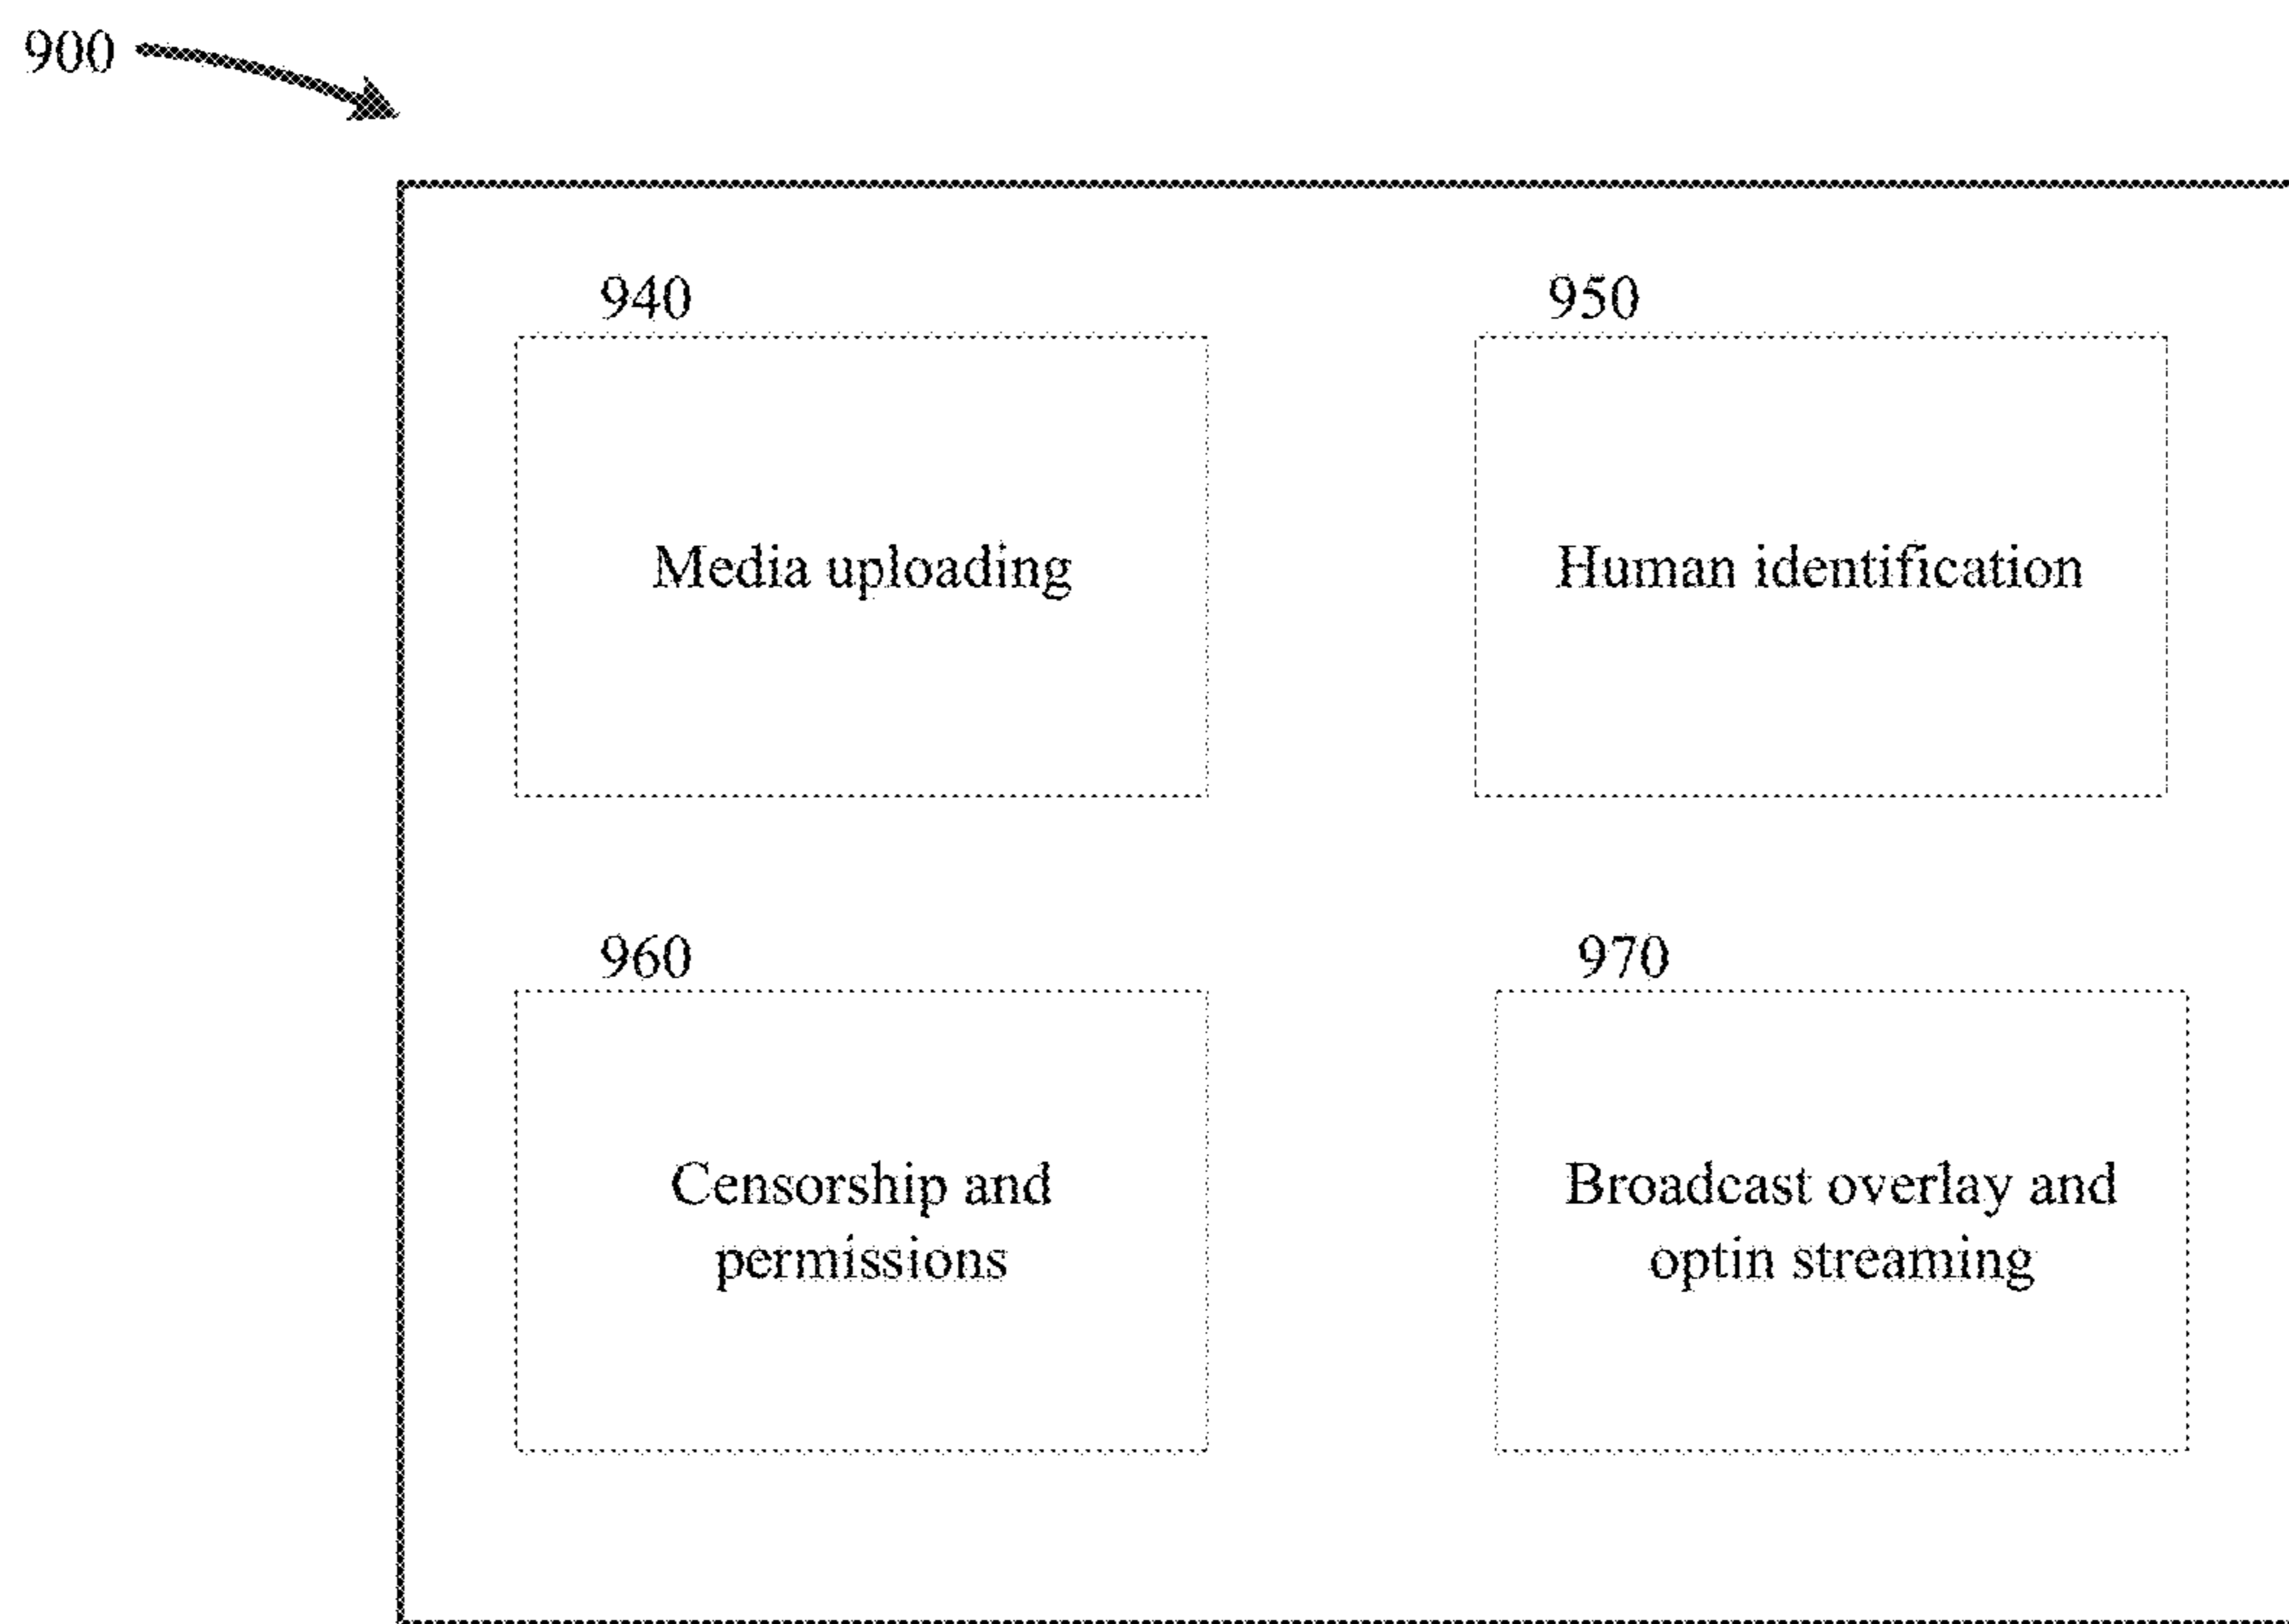 900
940
950
Media uploading
Human identification
960
970
Censorship and
permissions
Broadcast overlay and
optin streaming